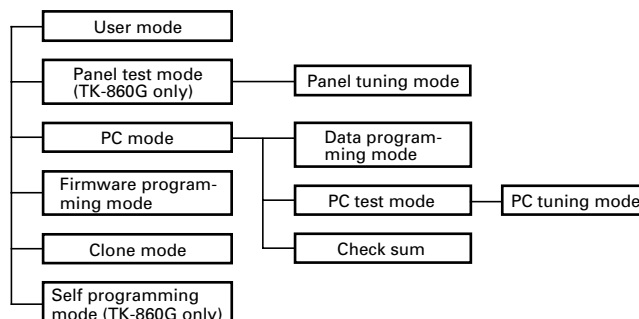 User mode
Panel test mode
(TK-860G only)
Panel tuning mode
PC mode
Data program-
ming mode
Firmware program-
ming mode
PC test mode
PC tuning mode
Clone mode
Check sum
Self programming
mode (TK-860G only)